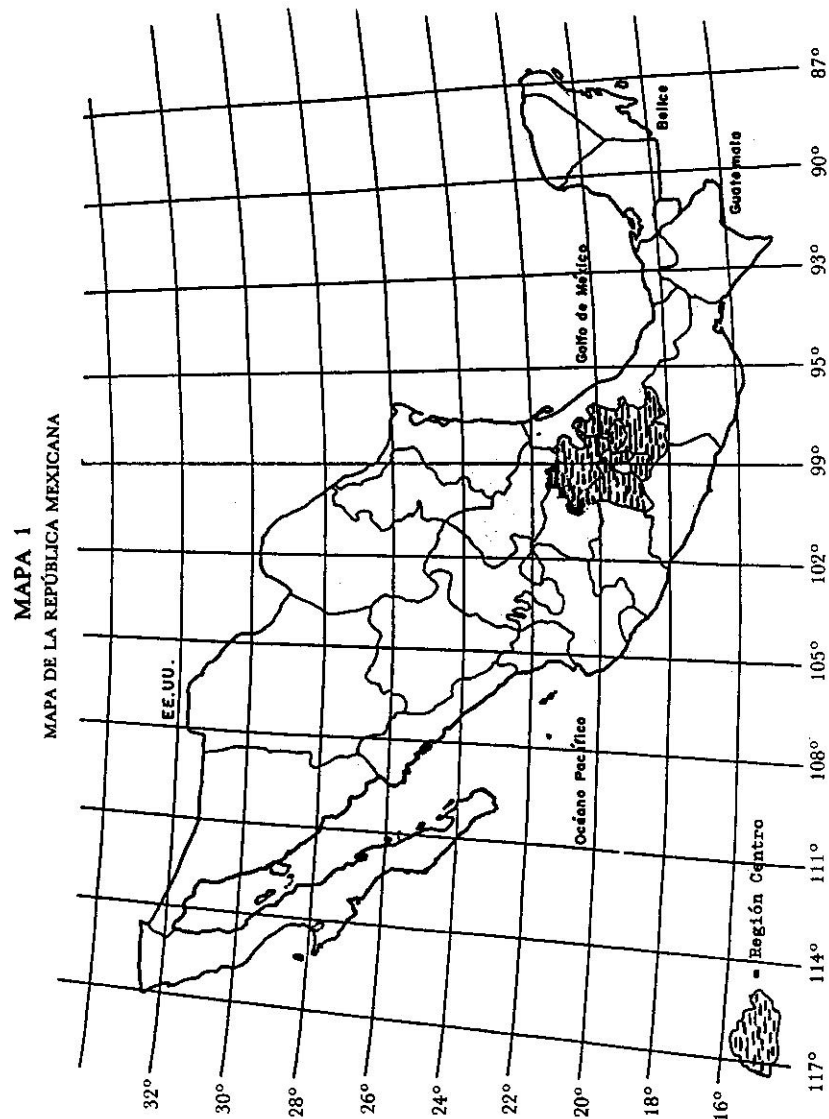 MAPA 1
MAPA DE LA REPÚBLICA MEXICANA
EE.UU.
Golfo de México
Océano Pacífico
Belice
Guatemala
= Región Centro
32°
30°
28°
26°
24°
22°
20°
18°
16°
117°
114°
111°
108°
105°
102°
99°
95°
93°
90°
87°